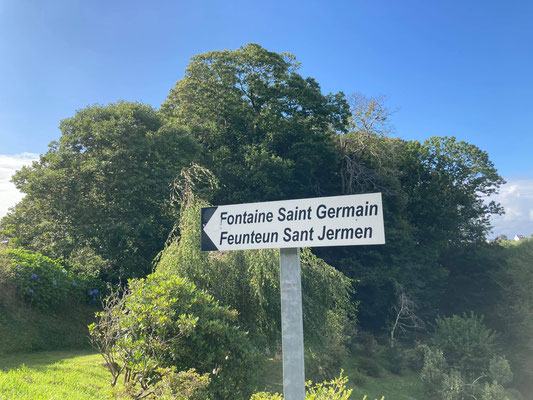 Fontaine Saint Germain
Feunteun Sant Jermen